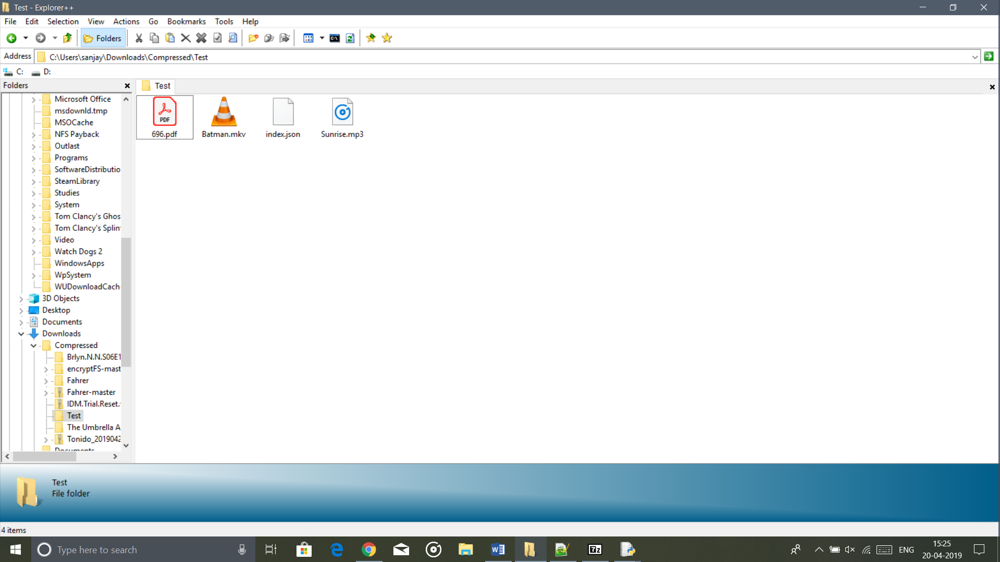 Test - Explorer++
File Edit Selection View Actions Go Bookmarks Tools Help
Folders
Address C:\Users\sanjay\Downloads\Compressed\Test
C: D:
Folders
Test
Microsoft Office
msdownld.tmp
MSOCache
NFS Payback
Outlast
Programs
SoftwareDistributio
SteamLibrary
Studies
System
Tom Clancy's Ghos
Tom Clancy's Splin
Video
Watch Dogs 2
WindowsApps
WpSystem
WUDownloadCach
3D Objects
Desktop
Documents
Downloads
Compressed
Brlyn.N.N.S06E1
encryptFS-mast
Fahrer
Fahrer-master
IDM.Trial.Reset.
Test
The Umbrella A
Tonido_2019042
Documents
PDF
696.pdf Batman.mkv index.json Sunrise.mp3
Test
File folder
4 items
Type here to search
7z
ENG
15:25
20-04-2019